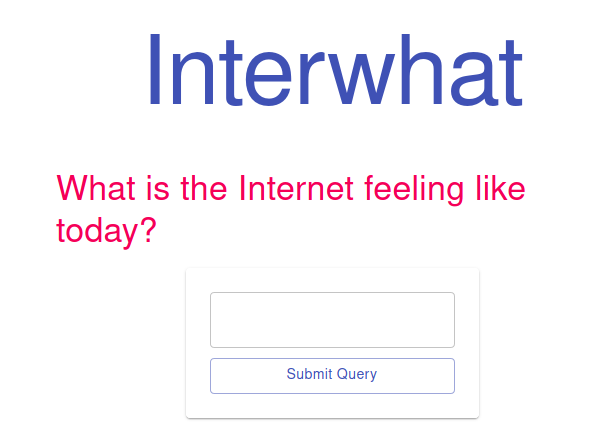 Interwhat
What is the Internet feeling like
today?
Submit Query